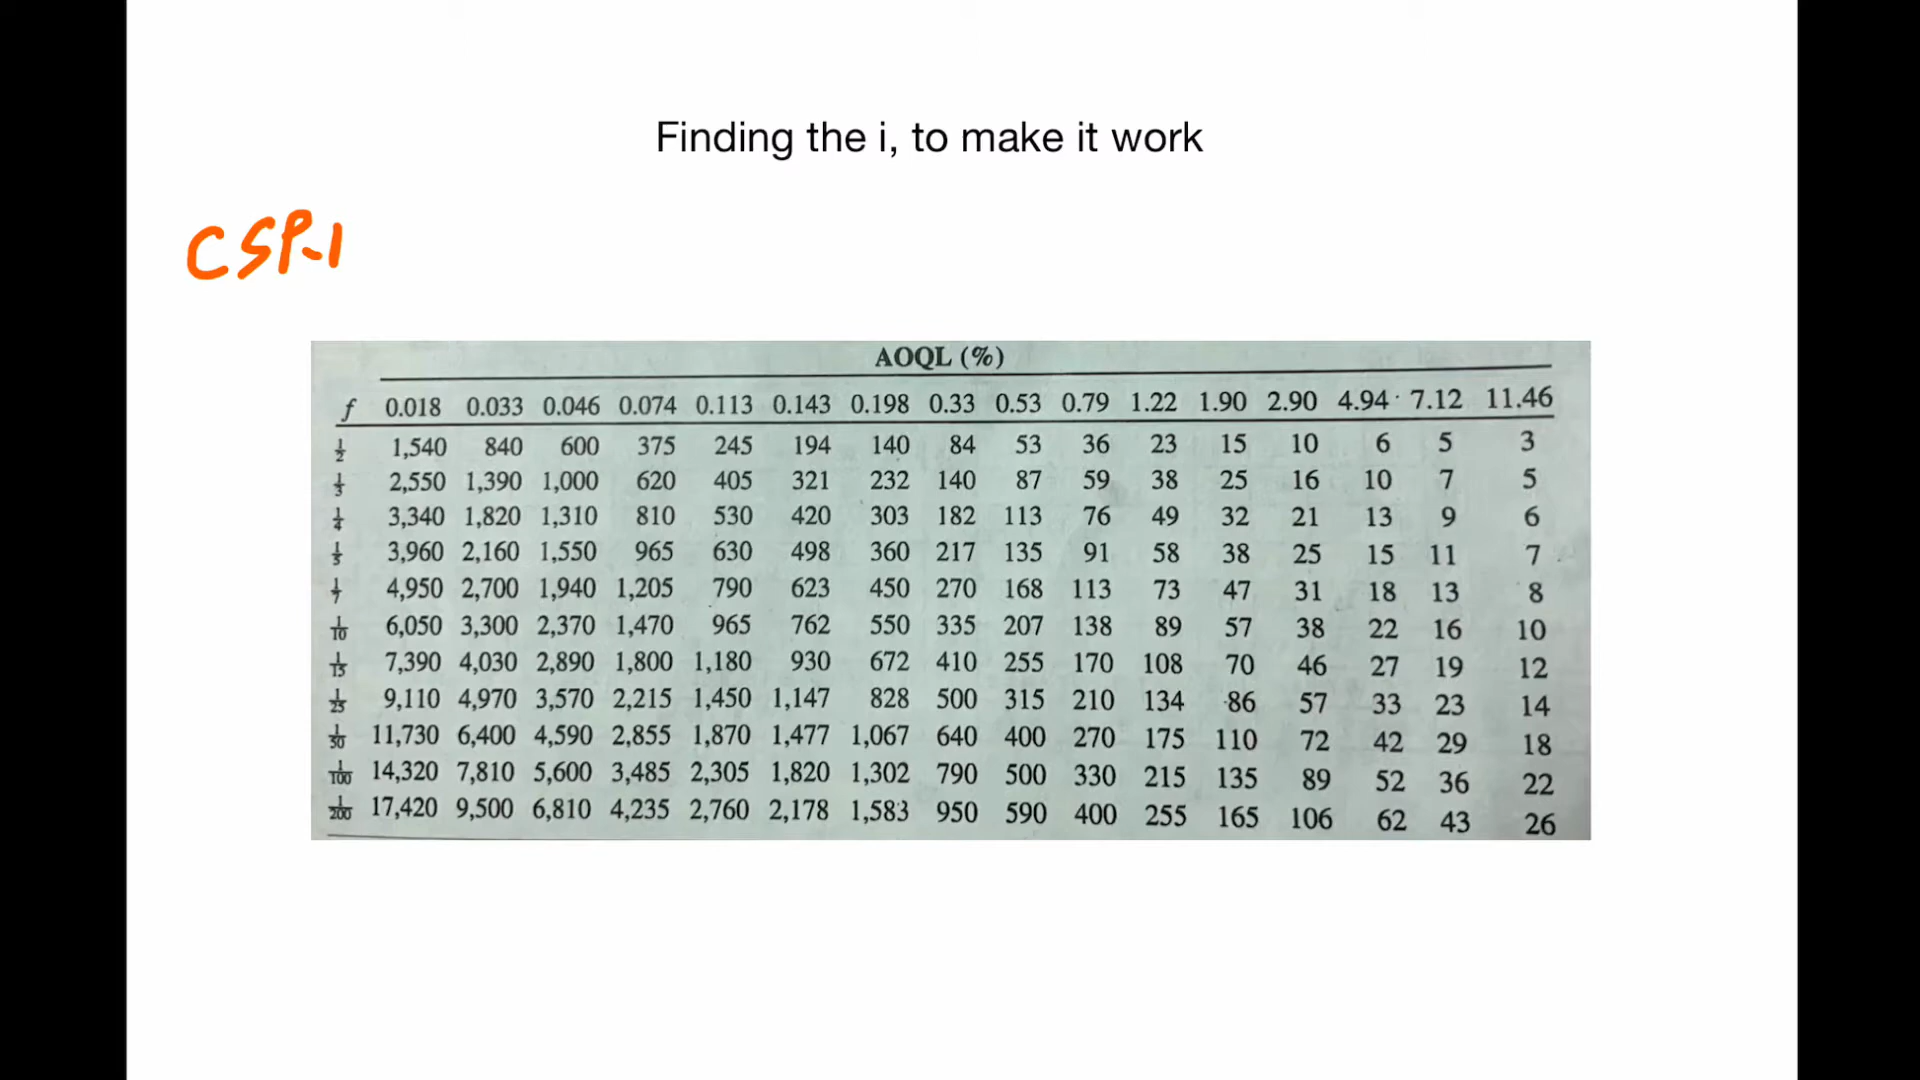 Finding the i, to make it work
CSP-1
AOQL (%)
f 0.018 0.033 0.046 0.074 0.113 0.143 0.198 0.33 0.53 0.79 1.22 1.90 2.90 4.94 7.12 11.46
1/2 1,540 840 600 375 245 194 140 84 53 36 23 15 10 6 5 3
1/3 2,550 1,390 1,000 620 405 321 232 140 87 59 38 25 16 10 7 5
1/4 3,340 1,820 1,310 810 530 420 303 182 113 76 49 32 21 13 9 6
1/5 3,960 2,160 1,550 965 630 498 360 217 135 91 58 38 25 15 11 7
1/7 4,950 2,700 1,940 1,205 790 623 450 270 168 113 73 47 31 18 13 8
1/10 6,050 3,300 2,370 1,470 965 762 550 335 207 138 89 57 38 22 16 10
1/15 7,390 4,030 2,890 1,800 1,180 930 672 410 255 170 108 70 46 27 19 12
1/25 9,110 4,970 3,570 2,215 1,450 1,147 828 500 315 210 134 86 57 33 23 14
1/50 11,730 6,400 4,590 2,855 1,870 1,477 1,067 640 400 270 175 110 72 42 29 18
1/100 14,320 7,810 5,600 3,485 2,305 1,820 1,302 790 500 330 215 135 89 52 36 22
1/200 17,420 9,500 6,810 4,235 2,760 2,178 1,583 950 590 400 255 165 106 62 43 26